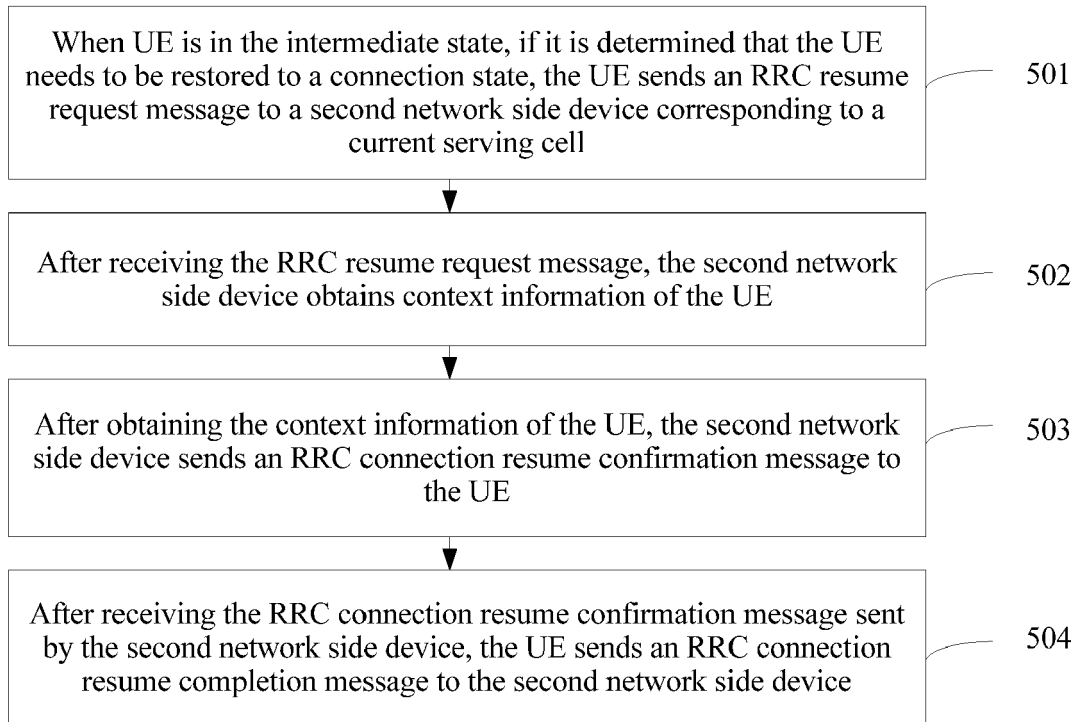 When UE is in the intermediate state, if it is determined that the UE
needs to be restored to a connection state, the UE sends an RRC resume
request message to a second network side device corresponding to a
current serving cell
501
After receiving the RRC resume request message, the second network
side device obtains context information of the UE
502
After obtaining the context information of the UE, the second network
side device sends an RRC connection resume confirmation message to
the UE
503
After receiving the RRC connection resume confirmation message sent
by the second network side device, the UE sends an RRC connection
resume completion message to the second network side device
504